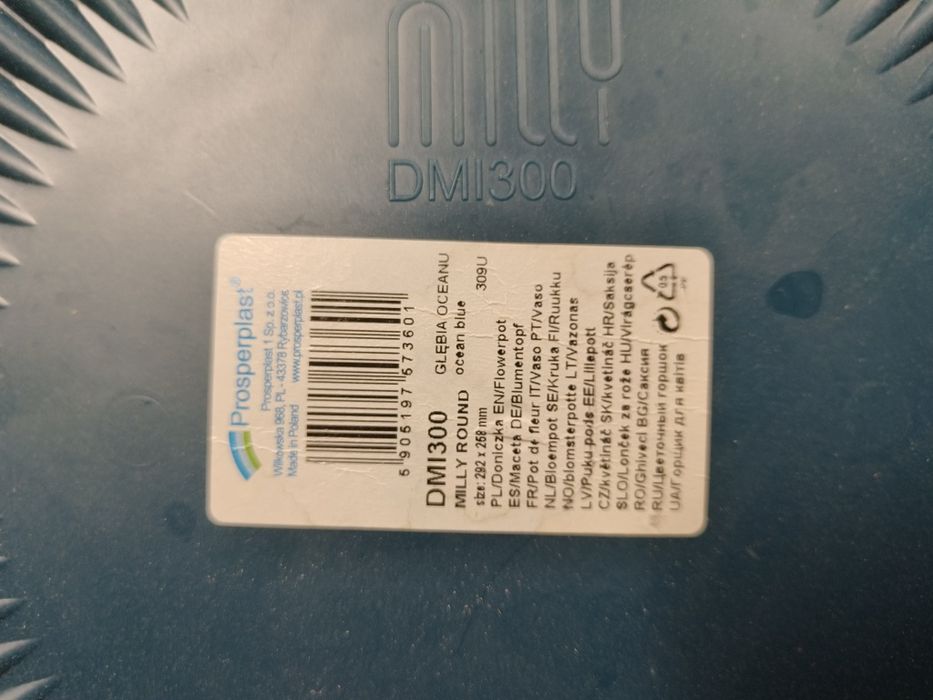 milly
DMI300
Prosperplast®
Prosperplast 1 Sp. z o.o.
Wilkowska 968, PL - 43378 Rybarzowice
Made in Poland www.prosperplast.pl
5 905197 573601
DMI300
MILLY ROUND GŁĘBIA OCEANU
ocean blue 309U
size: 292 x 258 mm
PL/Doniczka EN/Flowerpot
ES/Maceta DE/Blumentopf
FR/Pot de fleur IT/Vaso PT/Vaso
NL/Bloempot SE/Kruka FI/Ruukku
NO/blomsterpotte LT/Vazonas
LV/Puķu pods EE/Lillepott
CZ/květináč SK/kvetináč HR/Saksija
SLO/Lonček za rože HU/Virágcserép
RO/Ghiveci BG/Саксия
RU/Цветочный горшок
UA/Горщик для квітів